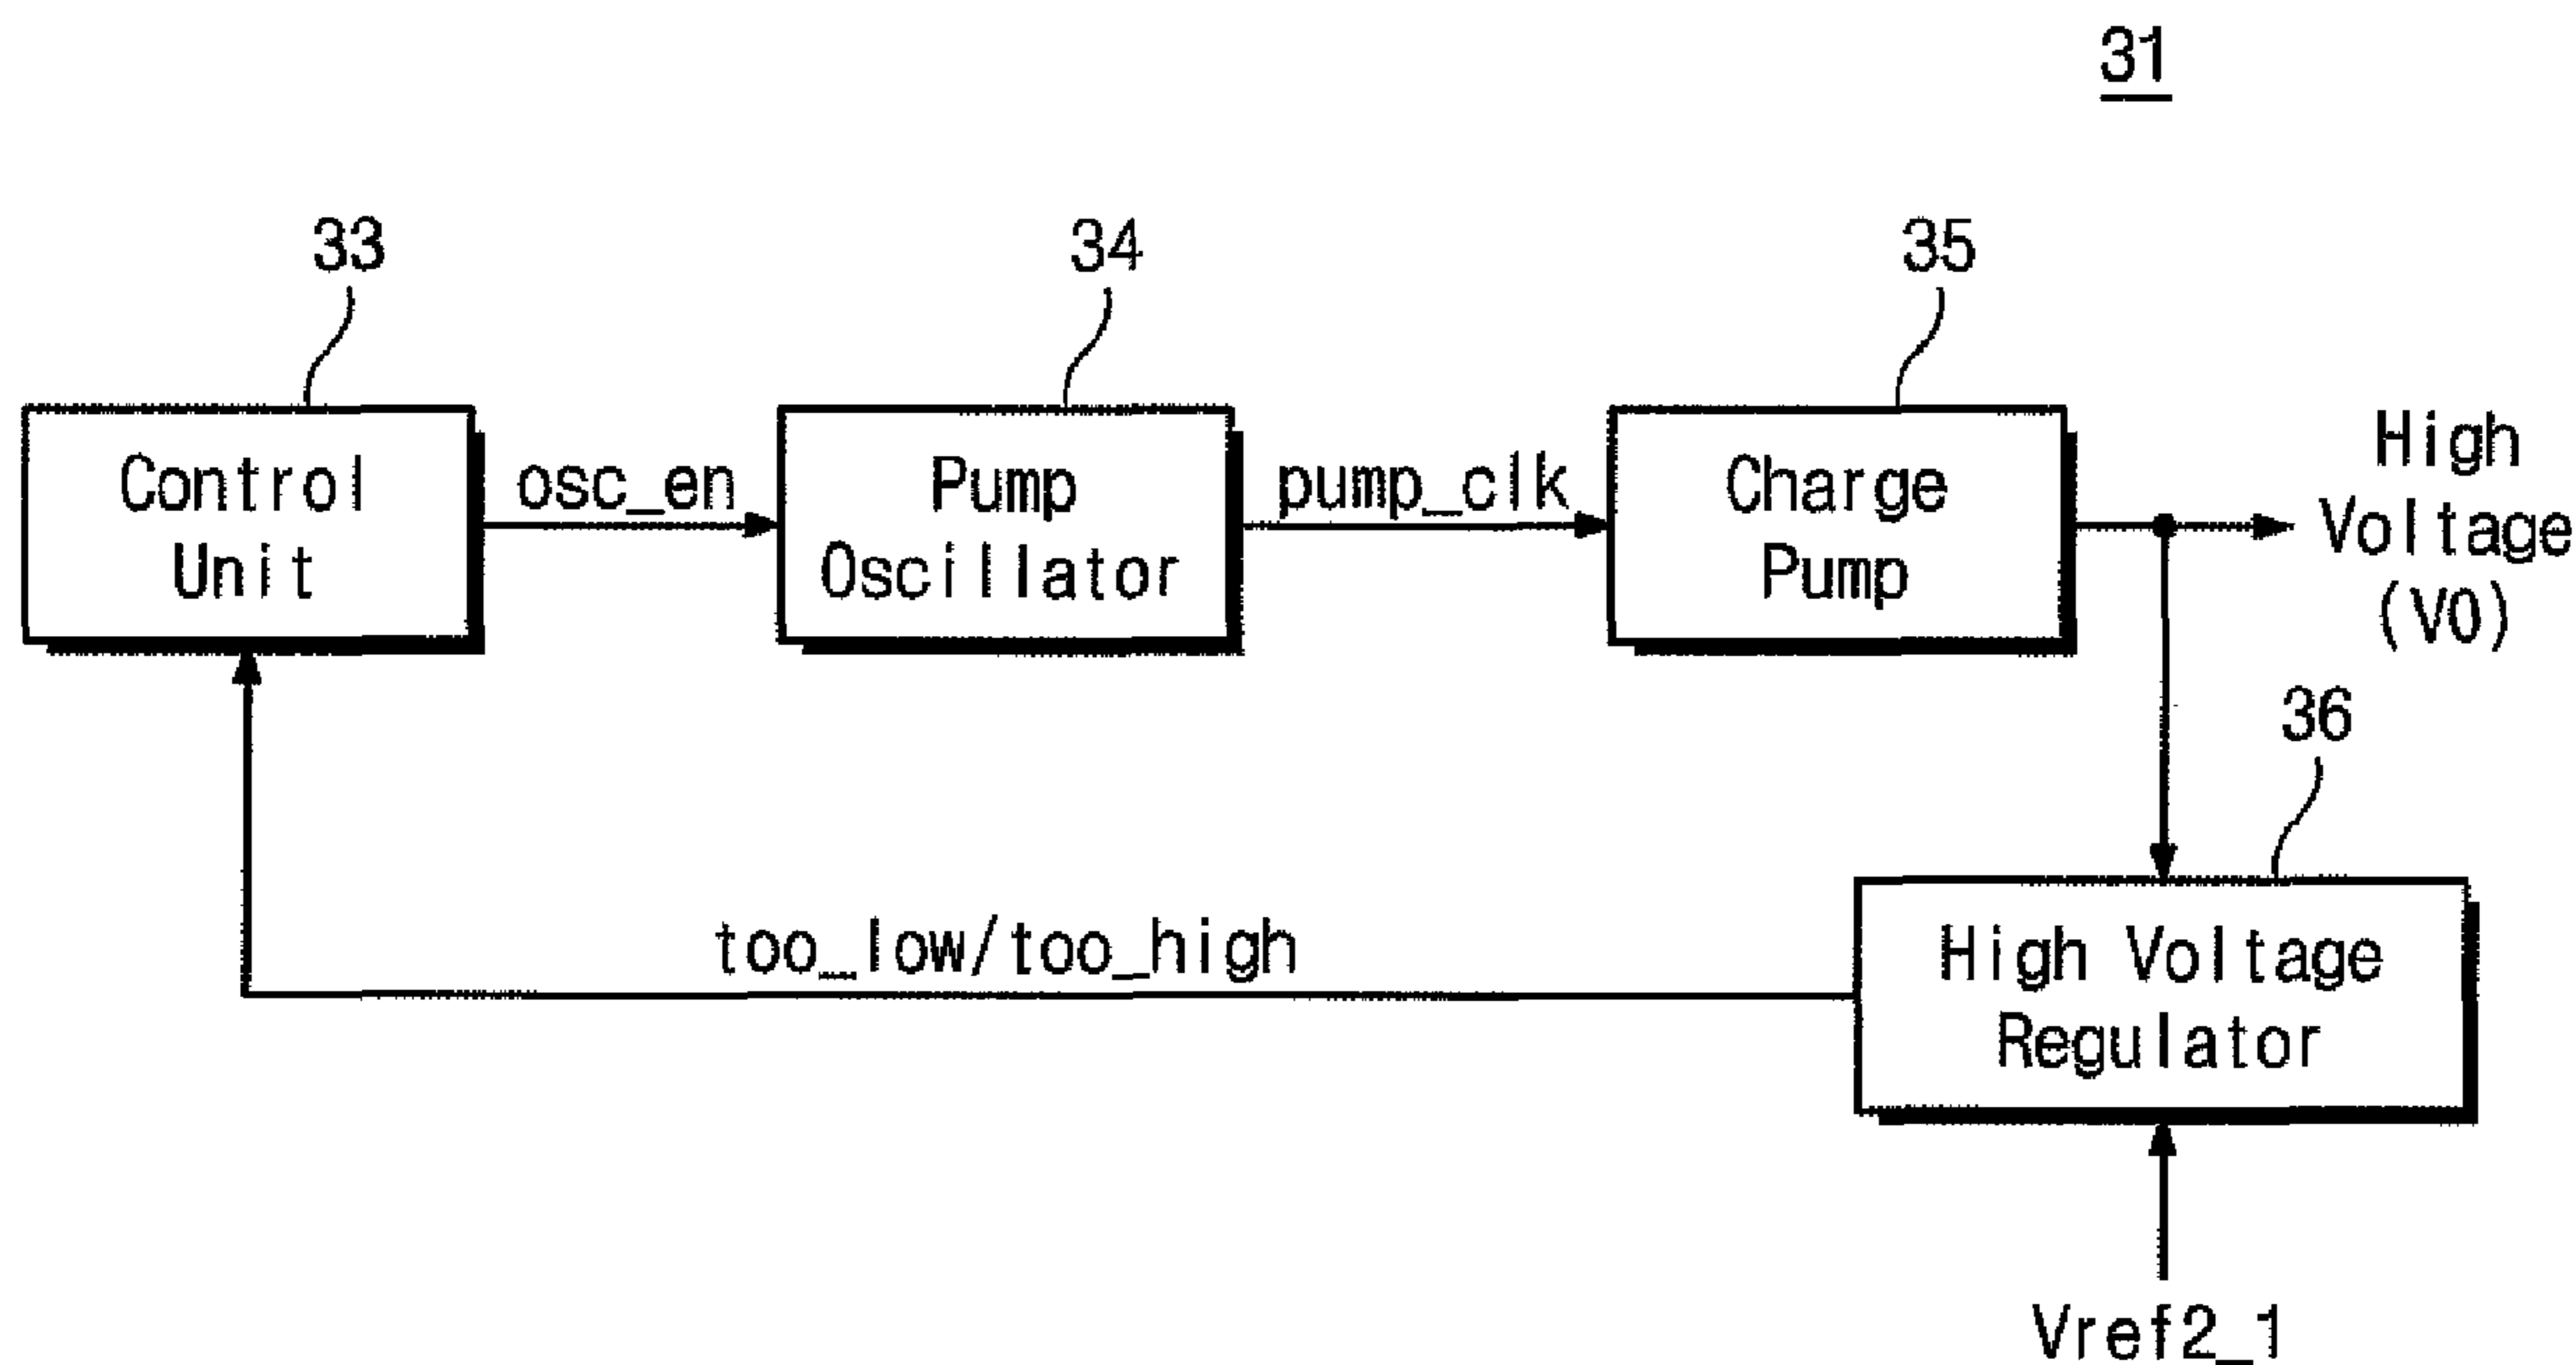 31
33
34
35
Control
Unit
osc_en
Pump
Oscillator
pump_clk
Charge
Pump
High
Voltage
(V0)
36
too_low/too_high
High Voltage
Regulator
Vref2_1